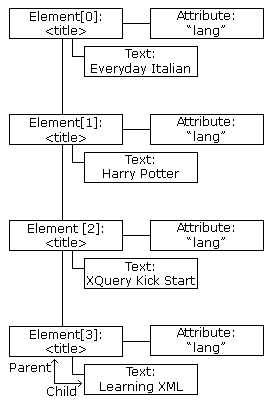 Element[0]:
<title>
Attribute:
“lang”
Text:
Everyday Italian
Element[1]:
<title>
Attribute:
“lang”
Text:
Harry Potter
Element [2]:
<title>
Attribute:
“lang”
Text:
XQuery Kick Start
Element[3]:
<title>
Attribute:
“lang”
Parent
Child
Text:
Learning XML